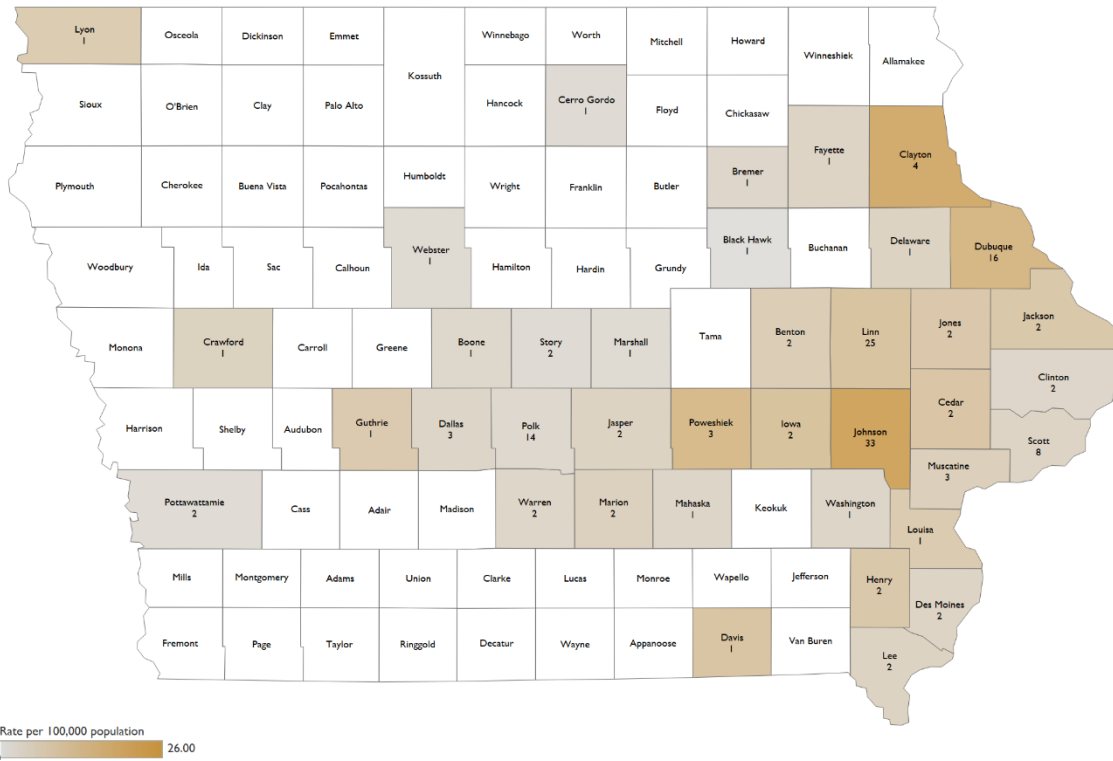 Lyon
1
Osceola
Dickinson
Emmet
Kossuth
Winnebago
Worth
Mitchell
Howard
Winneshiek
Allamakee
Sioux
O'Brien
Clay
Palo Alto
Hancock
Cerro Gordo
1
Floyd
Chickasaw
Fayette
1
Clayton
4
Plymouth
Cherokee
Buena Vista
Pocahontas
Humboldt
Wright
Franklin
Butler
Bremer
1
Woodbury
Ida
Sac
Calhoun
Webster
1
Hamilton
Hardin
Grundy
Black Hawk
1
Buchanan
Delaware
1
Dubuque
16
Monona
Crawford
1
Carroll
Greene
Boone
1
Story
2
Marshall
1
Tama
Benton
2
Linn
25
Jones
2
Jackson
2
Clinton
2
Harrison
Shelby
Audubon
Guthrie
1
Dallas
3
Polk
14
Jasper
2
Poweshiek
3
Iowa
2
Johnson
33
Cedar
2
Scott
8
Muscatine
3
Pottawattamie
2
Cass
Adair
Madison
Warren
2
Marion
2
Mahaska
1
Keokuk
Washington
1
Louisa
1
Mills
Montgomery
Adams
Union
Clarke
Lucas
Monroe
Wapello
Jefferson
Henry
2
Des Moines
2
Fremont
Page
Taylor
Ringgold
Decatur
Wayne
Appanoose
Davis
1
Van Buren
Lee
2
Rate per 100,000 population
26.00